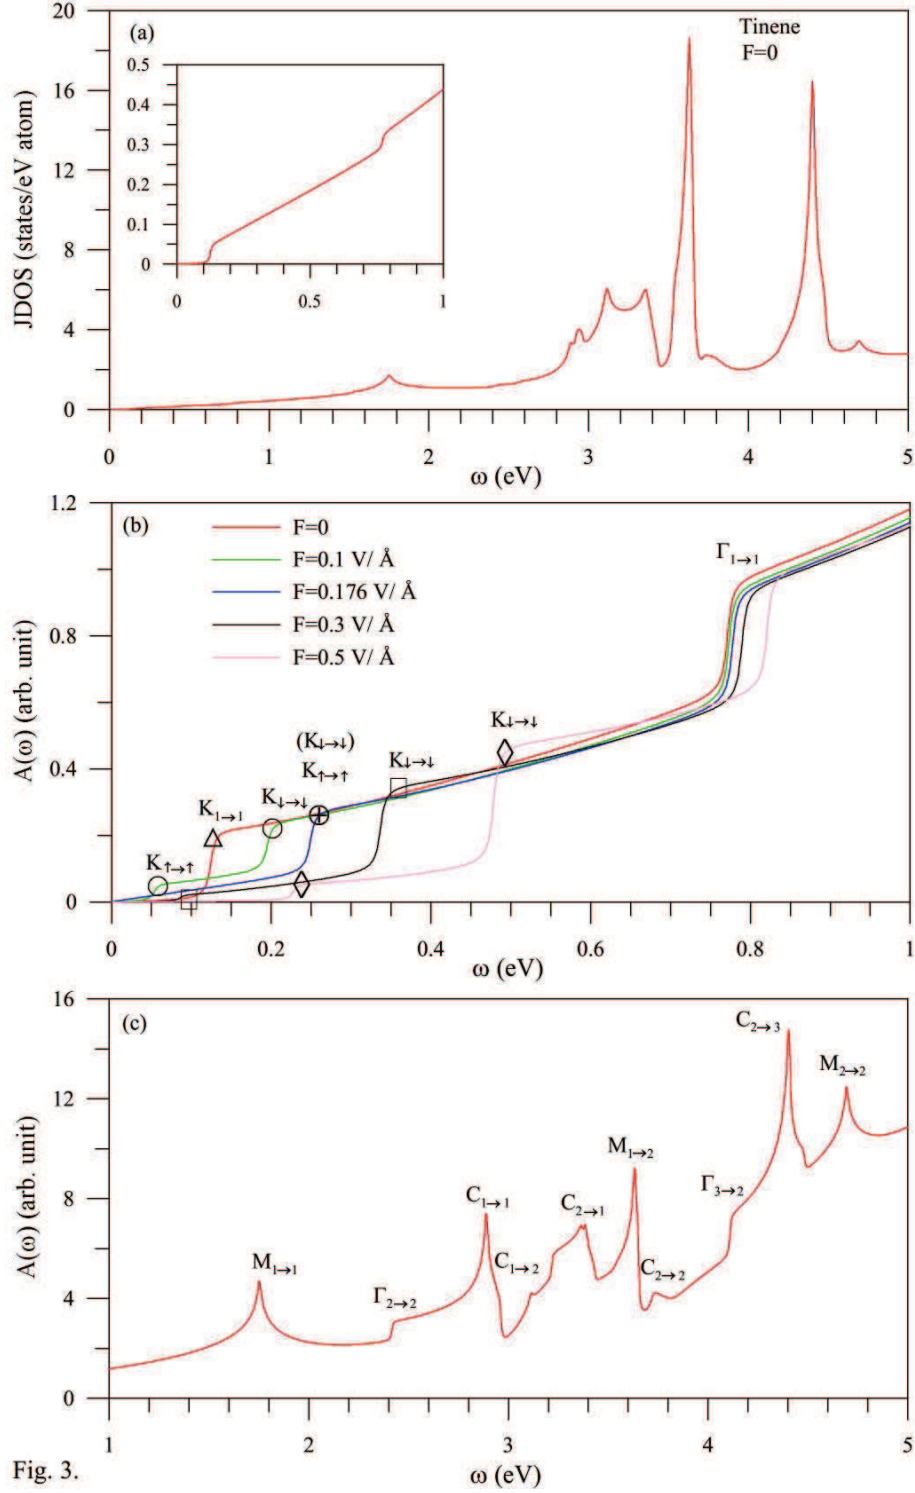 20
16
12
8
4
0
JDOS (states/eV atom)
(a)
Tinene
F=0
0.5
0.4
0.3
0.2
0.1
0
0 0.5 1
0 1 2 3 4 5
ω (eV)
1.2
0.8
0.4
0
A(ω) (arb. unit)
(b)
F=0
F=0.1 V/ Å
F=0.176 V/ Å
F=0.3 V/ Å
F=0.5 V/ Å
Γ1→1
K↓→↓
(K↓→↓)
K↑→↑
K↓→↓
K↓→↓
K1→1
K↑→↑
0 0.2 0.4 0.6 0.8 1
ω (eV)
16
12
8
4
0
A(ω) (arb. unit)
(c)
C2→3
M2→2
M1→2
Γ3→2
C1→1
C2→1
C1→2
C2→2
M1→1
Γ2→2
1 2 3 4 5
ω (eV)
Fig. 3.